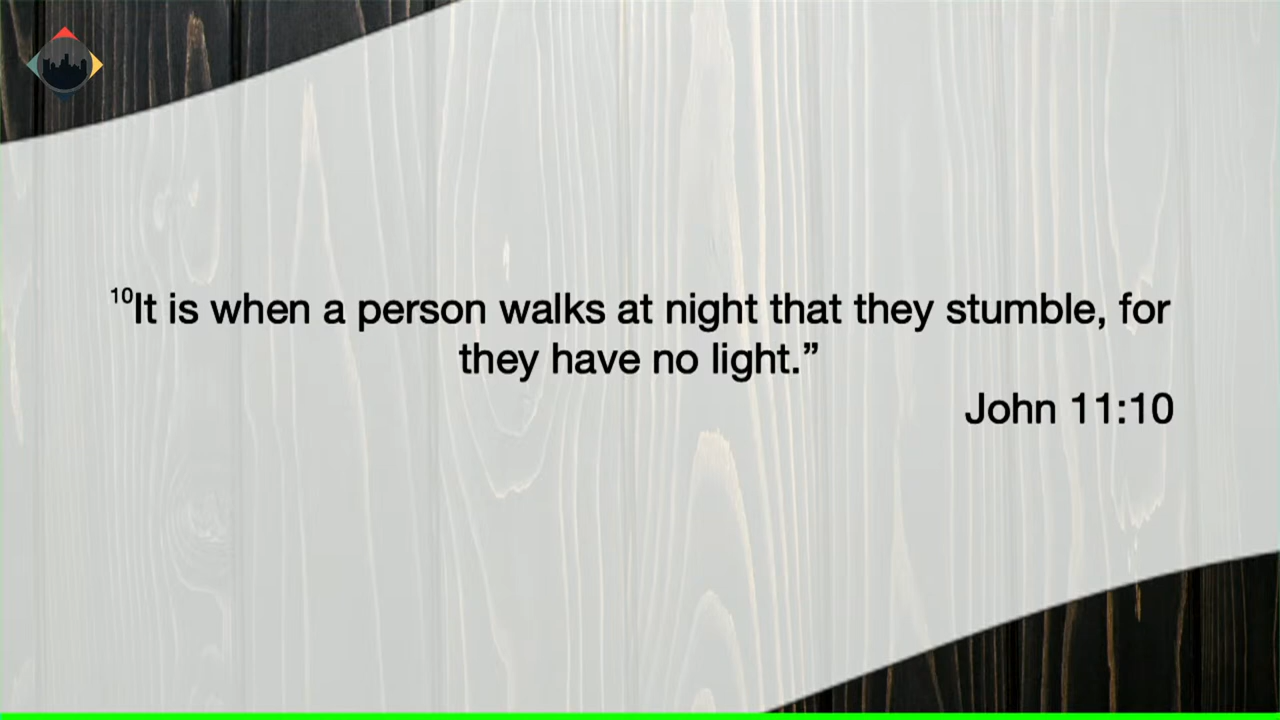 ¹⁰It is when a person walks at night that they stumble, for
they have no light.”
John 11:10